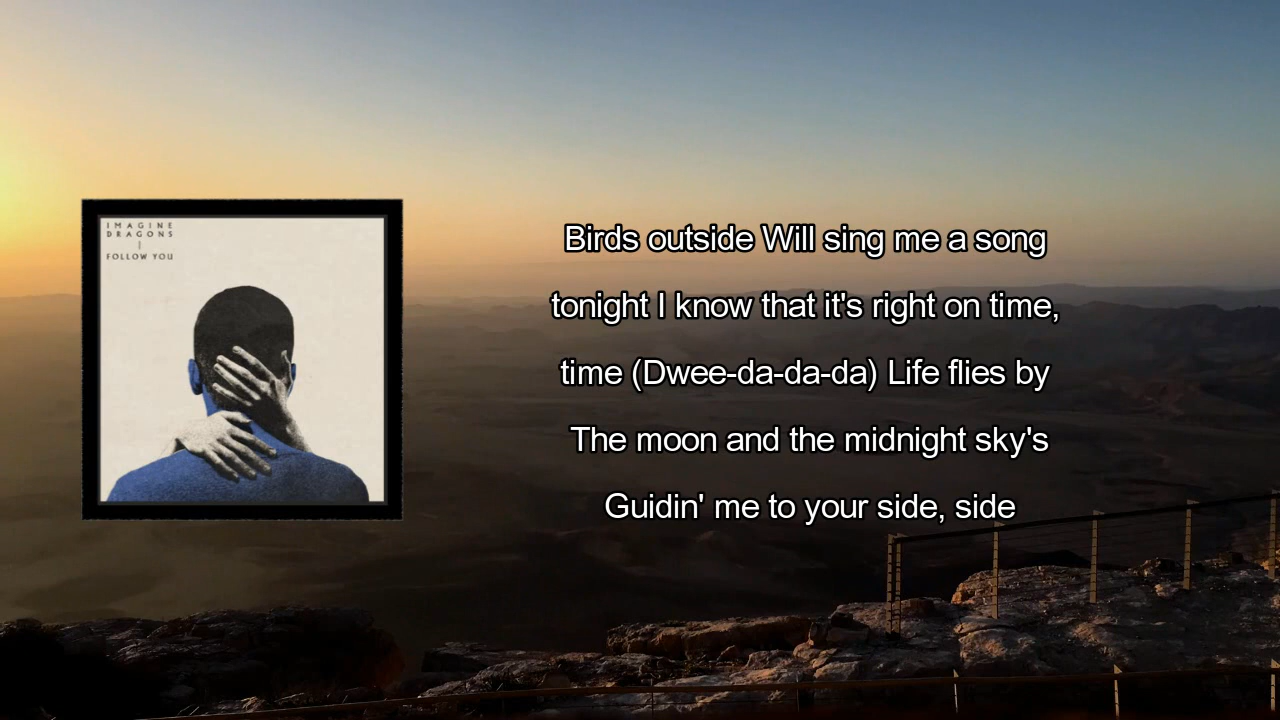 IMAGINE
DRAGONS
|
FOLLOW YOU
Birds outside Will sing me a song
tonight I know that it's right on time,
time (Dwee-da-da-da) Life flies by
The moon and the midnight sky's
Guidin' me to your side, side